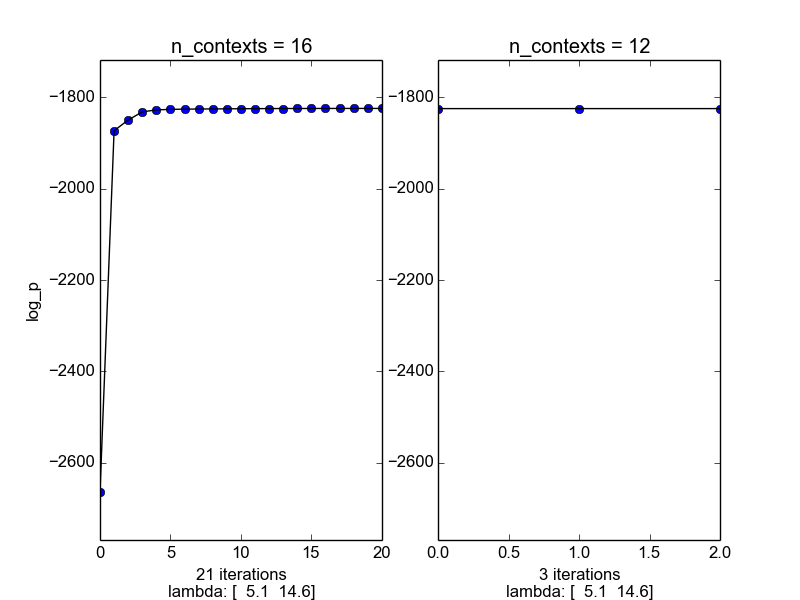 n_contexts = 16
n_contexts = 12
−1800
−2000
−2200
−2400
−2600
log_p
0
5
10
15
20
21 iterations
lambda: [  5.1  14.6]
−1800
−2000
−2200
−2400
−2600
0.0
0.5
1.0
1.5
2.0
3 iterations
lambda: [  5.1  14.6]